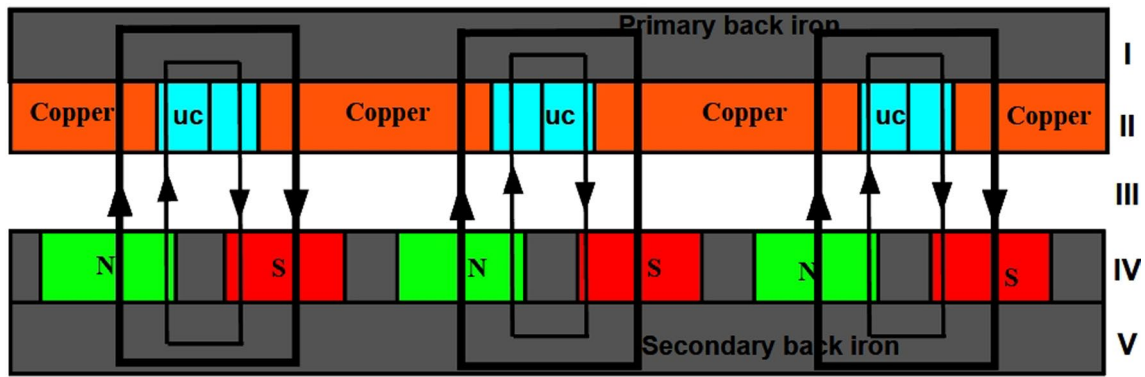 Primary back iron
I
Copper uc Copper uc Copper uc Copper
II
III
N S N S N S
IV
Secondary back iron
V